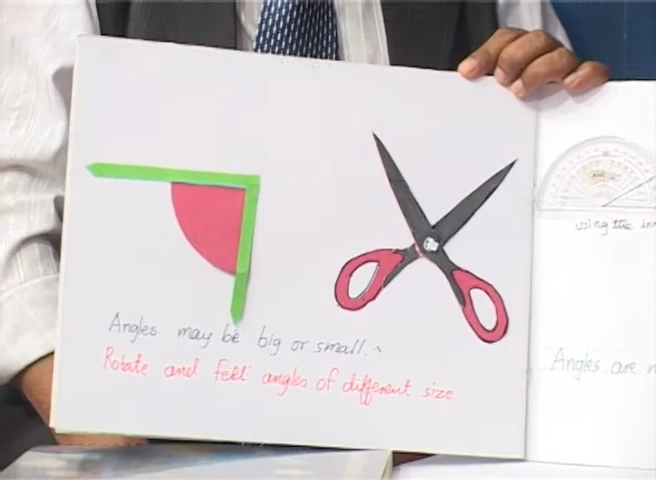 Angles may be big or small.
Rotate and feel angles of different size.
using the
Angles are